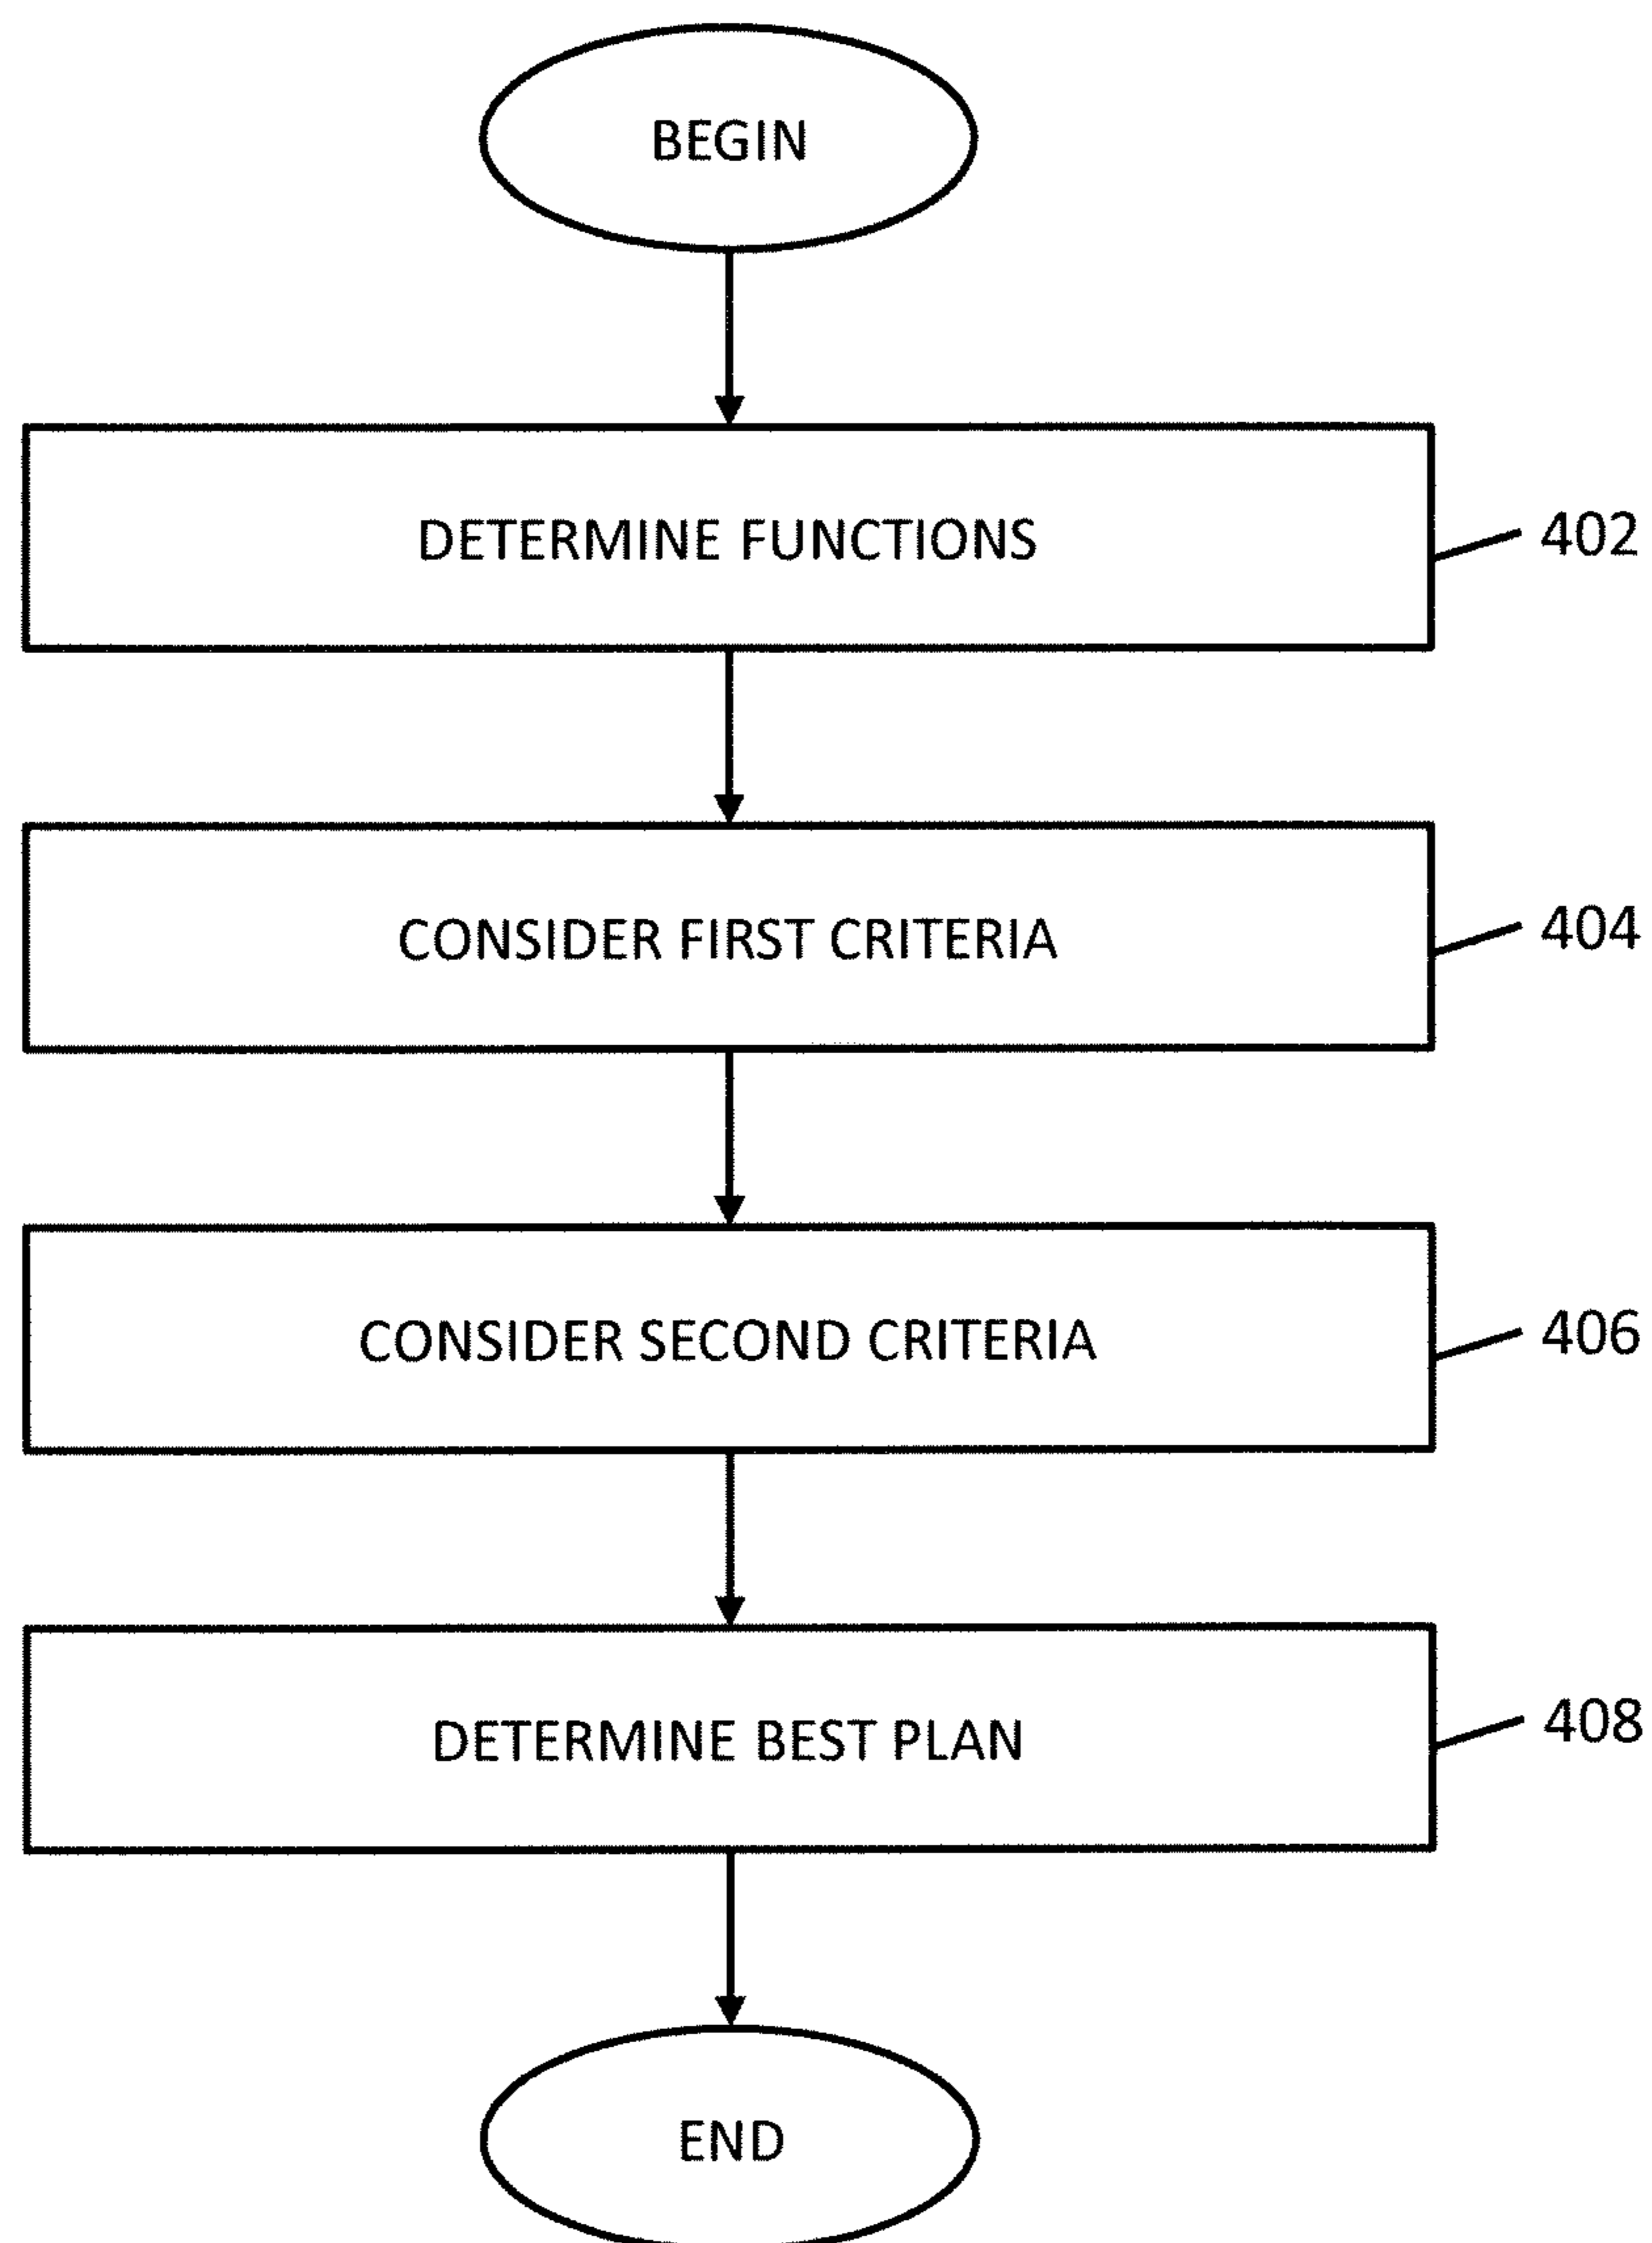 BEGIN
DETERMINE FUNCTIONS
402
CONSIDER FIRST CRITERIA
404
CONSIDER SECOND CRITERIA
406
DETERMINE BEST PLAN
408
END